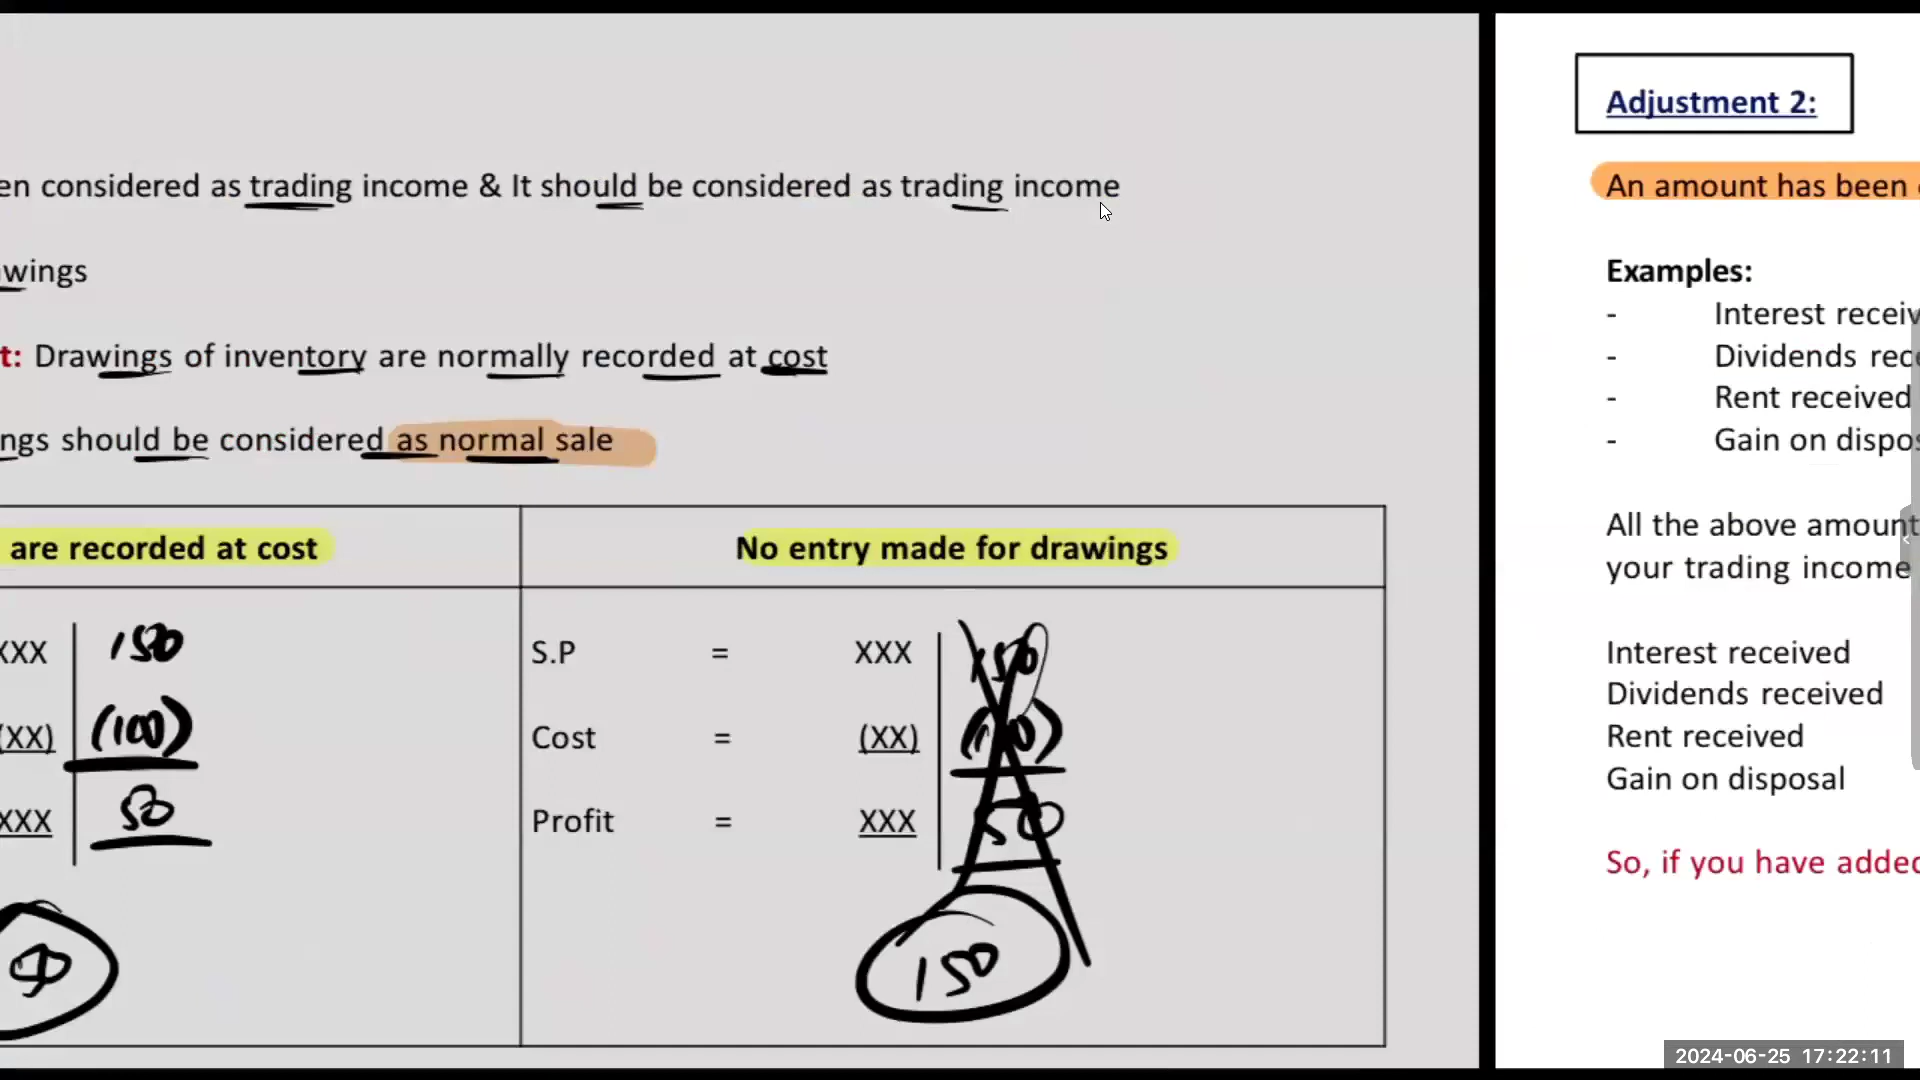 en considered as trading income & It should be considered as trading income
wings
t: Drawings of inventory are normally recorded at cost
ngs should be considered as normal sale
are recorded at cost
No entry made for drawings
XXX 150
(XX) (100)
XXX 50
S.P = XXX 150
Cost = (XX)
Profit = XXX 50
150
Adjustment 2:
An amount has been
Examples:
- Interest receiv
- Dividends rec
- Rent received
- Gain on dispos
All the above amount
your trading income
Interest received
Dividends received
Rent received
Gain on disposal
So, if you have added
2024-06-25 17:22:11